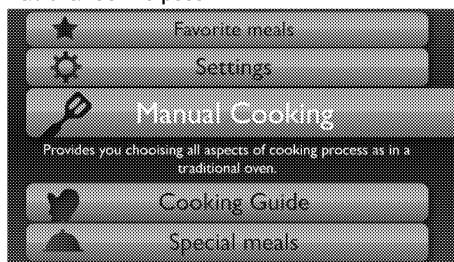 Favorite meals
Settings
Manual Cooking
Provides you chooising all aspects of cooking process as in a
traditional oven.
Cooking Guide
Special meals